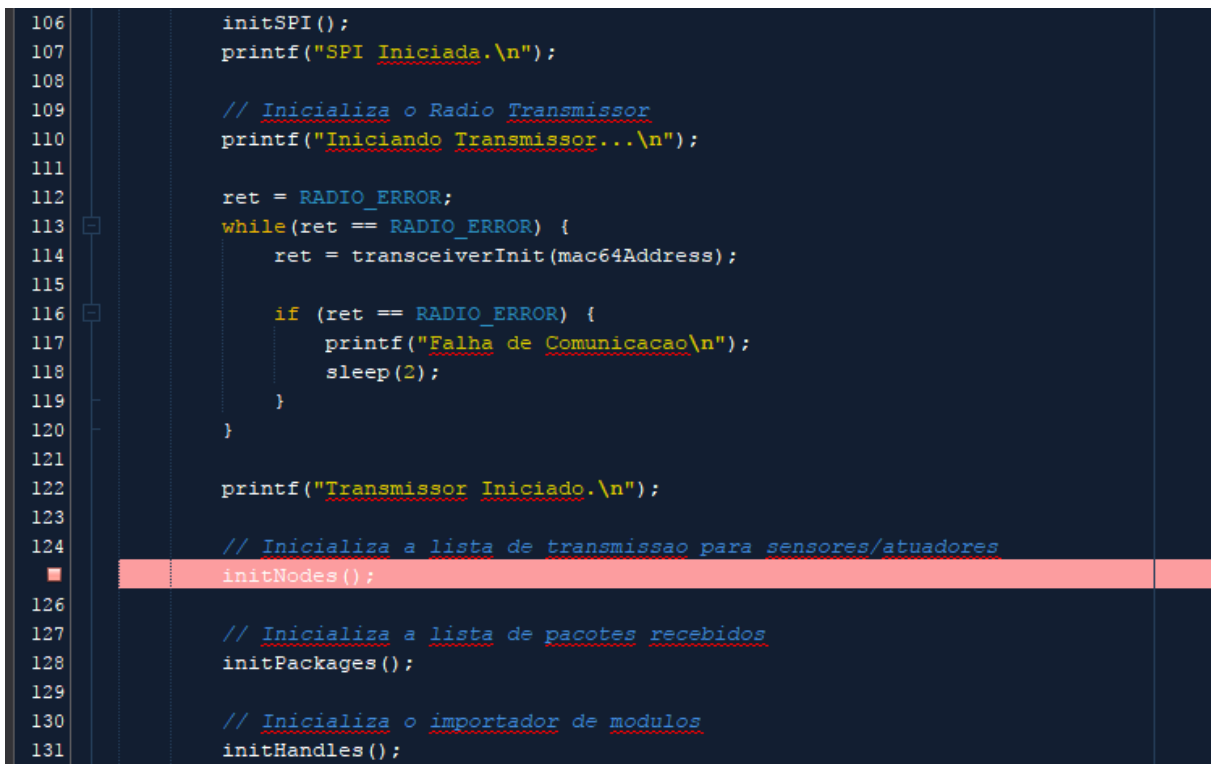 106 initSPI();
107 printf("SPI Iniciada.\n");
108
109 // Inicializa o Radio Transmissor
110 printf("Iniciando Transmissor...\n");
111
112 ret = RADIO_ERROR;
113 while(ret == RADIO_ERROR) {
114 ret = transceiverInit(mac64Address);
115
116 if (ret == RADIO_ERROR) {
117 printf("Falha de Comunicacao\n");
118 sleep(2);
119 }
120 }
121
122 printf("Transmissor Iniciado.\n");
123
124 // Inicializa a lista de transmissao para sensores/atuadores
initNodes();
126
127 // Inicializa a lista de pacotes recebidos
128 initPackages();
129
130 // Inicializa o importador de modulos
131 initHandles();